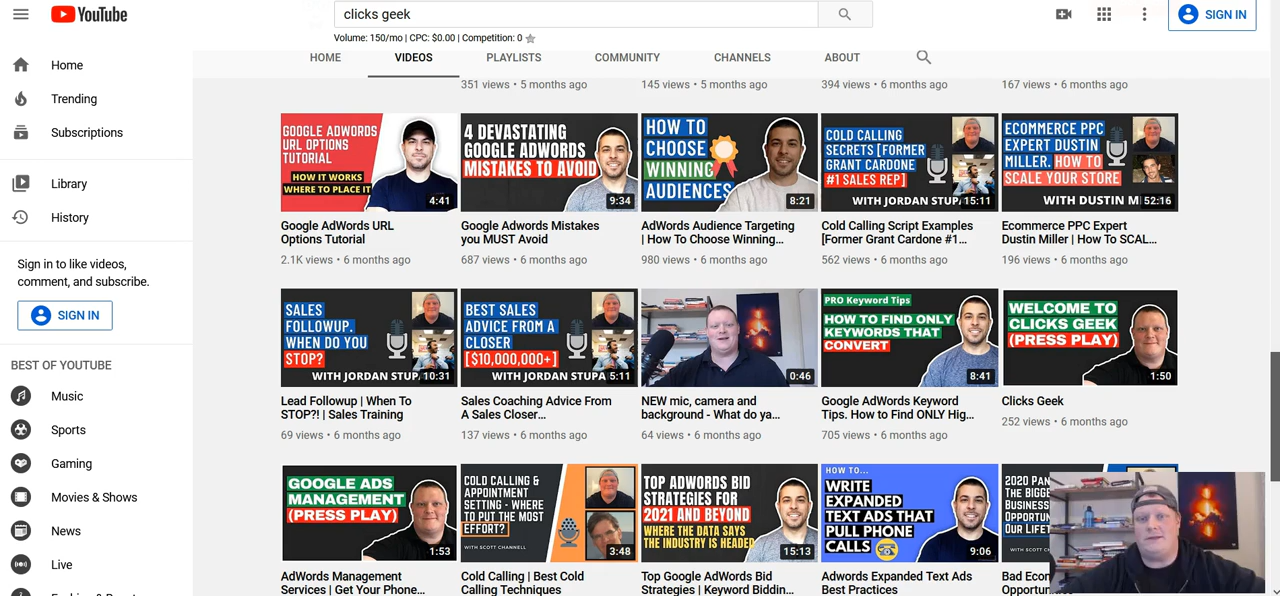 YouTube
clicks geek
SIGN IN
Volume: 150/mo | CPC: $0.00 | Competition: 0
HOME
VIDEOS
PLAYLISTS
COMMUNITY
CHANNELS
ABOUT
Home
Trending
Subscriptions
Library
History
Sign in to like videos,
comment, and subscribe.
SIGN IN
BEST OF YOUTUBE
Music
Sports
Gaming
Movies & Shows
News
Live
351 views • 5 months ago
145 views • 5 months ago
394 views • 6 months ago
167 views • 6 months ago
GOOGLE ADWORDS
URL OPTIONS
TUTORIAL
HOW IT WORKS
WHERE TO PLACE IT
4:41
Google AdWords URL
Options Tutorial
2.1K views • 6 months ago
4 DEVASTATING
GOOGLE ADWORDS
MISTAKES TO AVOID
9:34
Google Adwords Mistakes
you MUST Avoid
687 views • 6 months ago
HOW TO
CHOOSE
WINNING
AUDIENCES
8:21
AdWords Audience Targeting
| How To Choose Winning...
980 views • 6 months ago
COLD CALLING
SECRETS [FORMER
GRANT CARDONE
#1 SALES REP]
WITH JORDAN STUPA
15:11
Cold Calling Script Examples
[Former Grant Cardone #1...
562 views • 6 months ago
ECOMMERCE PPC
EXPERT DUSTIN
MILLER. HOW TO
SCALE YOUR STORE
WITH DUSTIN M
52:16
Ecommerce PPC Expert
Dustin Miller | How To SCAL...
196 views • 6 months ago
SALES
FOLLOWUP.
WHEN DO YOU
STOP?
WITH JORDAN STUPA
10:31
Lead Followup | When To
STOP?! | Sales Training
69 views • 6 months ago
BEST SALES
ADVICE FROM A
CLOSER
[$10,000,000+]
WITH JORDAN STUPA
5:11
Sales Coaching Advice From
A Sales Closer...
137 views • 6 months ago
0:46
NEW mic, camera and
background - What do ya...
64 views • 6 months ago
PRO Keyword Tips
HOW TO FIND ONLY
KEYWORDS THAT
CONVERT
8:41
Google AdWords Keyword
Tips. How to Find ONLY Hig...
705 views • 6 months ago
WELCOME TO
CLICKS GEEK
(PRESS PLAY)
1:50
Clicks Geek
252 views • 6 months ago
GOOGLE ADS
MANAGEMENT
(PRESS PLAY)
1:53
AdWords Management
Services | Get Your Phone...
COLD CALLING &
APPOINTMENT
SETTING - WHERE
TO PUT THE MOST
EFFORT?
WITH SCOTT CHANNELL
3:48
Cold Calling | Best Cold
Calling Techniques
TOP ADWORDS BID
STRATEGIES FOR
2021 AND BEYOND
WHERE THE DATA SAYS
THE INDUSTRY IS HEADED
15:13
Top Google AdWords Bid
Strategies | Keyword Biddin...
HOW TO...
WRITE
EXPANDED
TEXT ADS THAT
PULL PHONE
CALLS
9:06
Adwords Expanded Text Ads
Best Practices
2020 PAN
THE BIGG
BUSINES
OPPORTUN
OUR LIFET
WITH SCOTT
Bad Econ
Opportuni